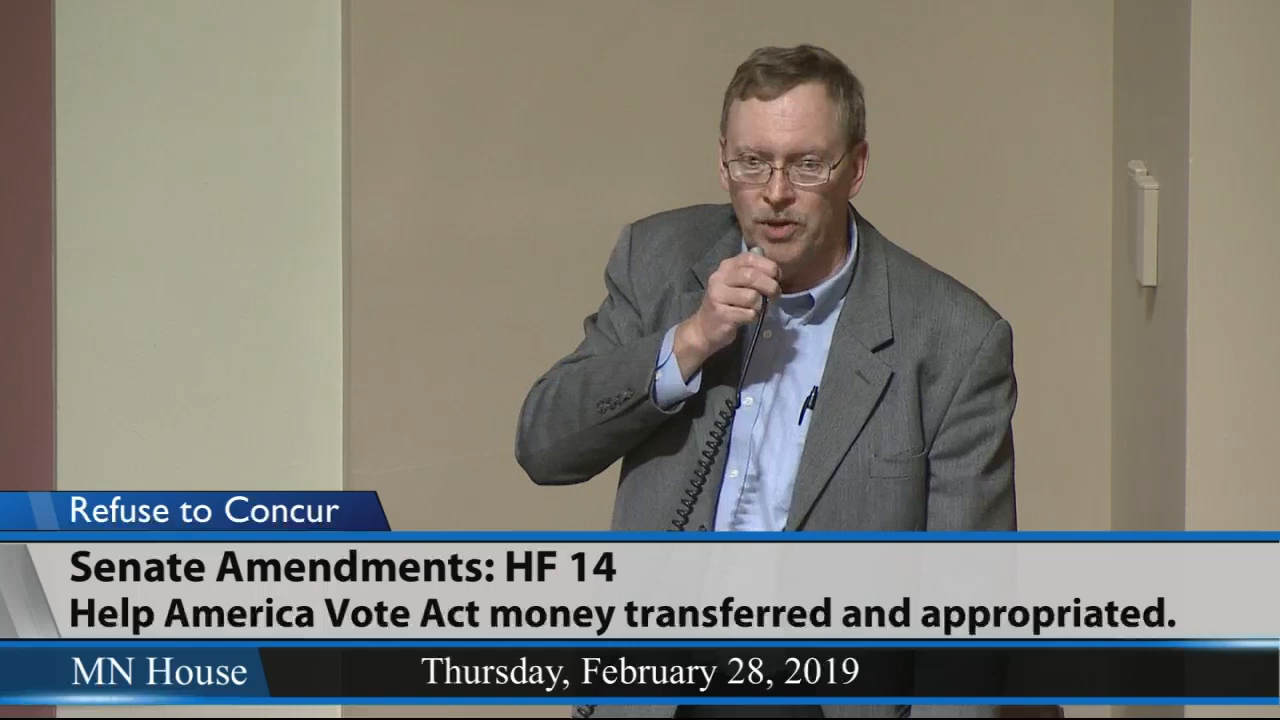 Refuse to Concur
Senate Amendments: HF 14
Help America Vote Act money transferred and appropriated.
MN House
Thursday, February 28, 2019